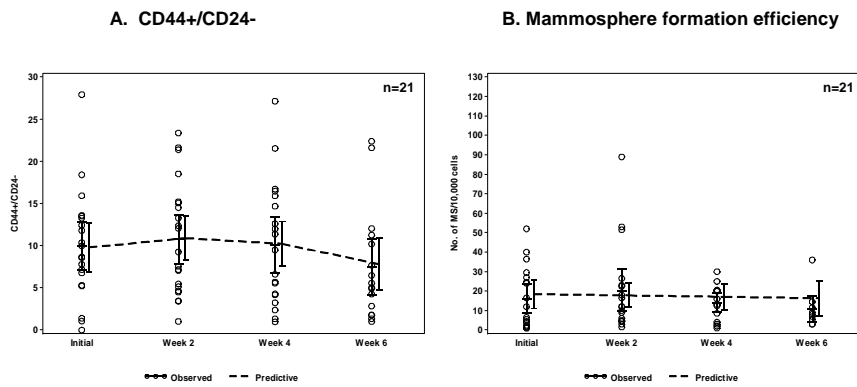 A. CD44+/CD24-
B. Mammosphere formation efficiency
30
25
20
15
10
5
0
CD44+/CD24-
n=21
Initial
Week 2
Week 4
Week 6
Observed
Predictive
130
120
110
100
90
80
70
60
50
40
30
20
10
0
No. of MS/10,000 cells
n=21
Initial
Week 2
Week 4
Week 6
Observed
Predictive